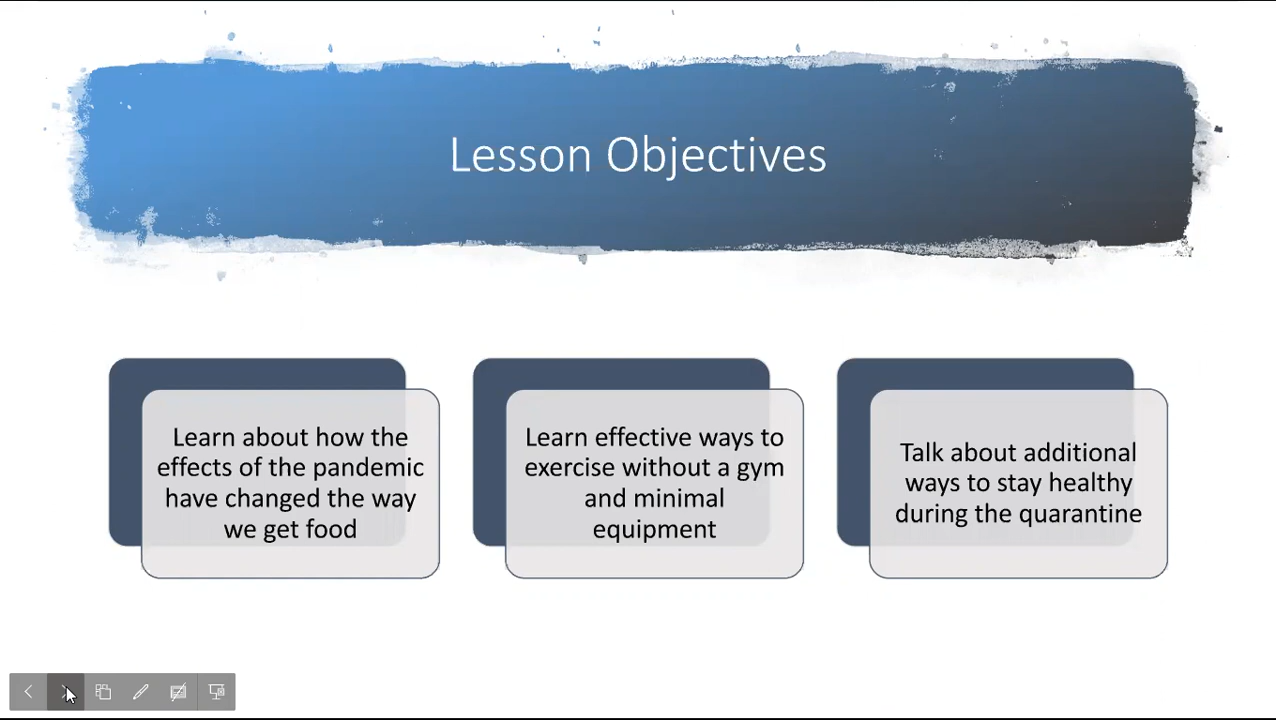 Lesson Objectives
Learn about how the
effects of the pandemic
have changed the way
we get food
Learn effective ways to
exercise without a gym
and minimal
equipment
Talk about additional
ways to stay healthy
during the quarantine